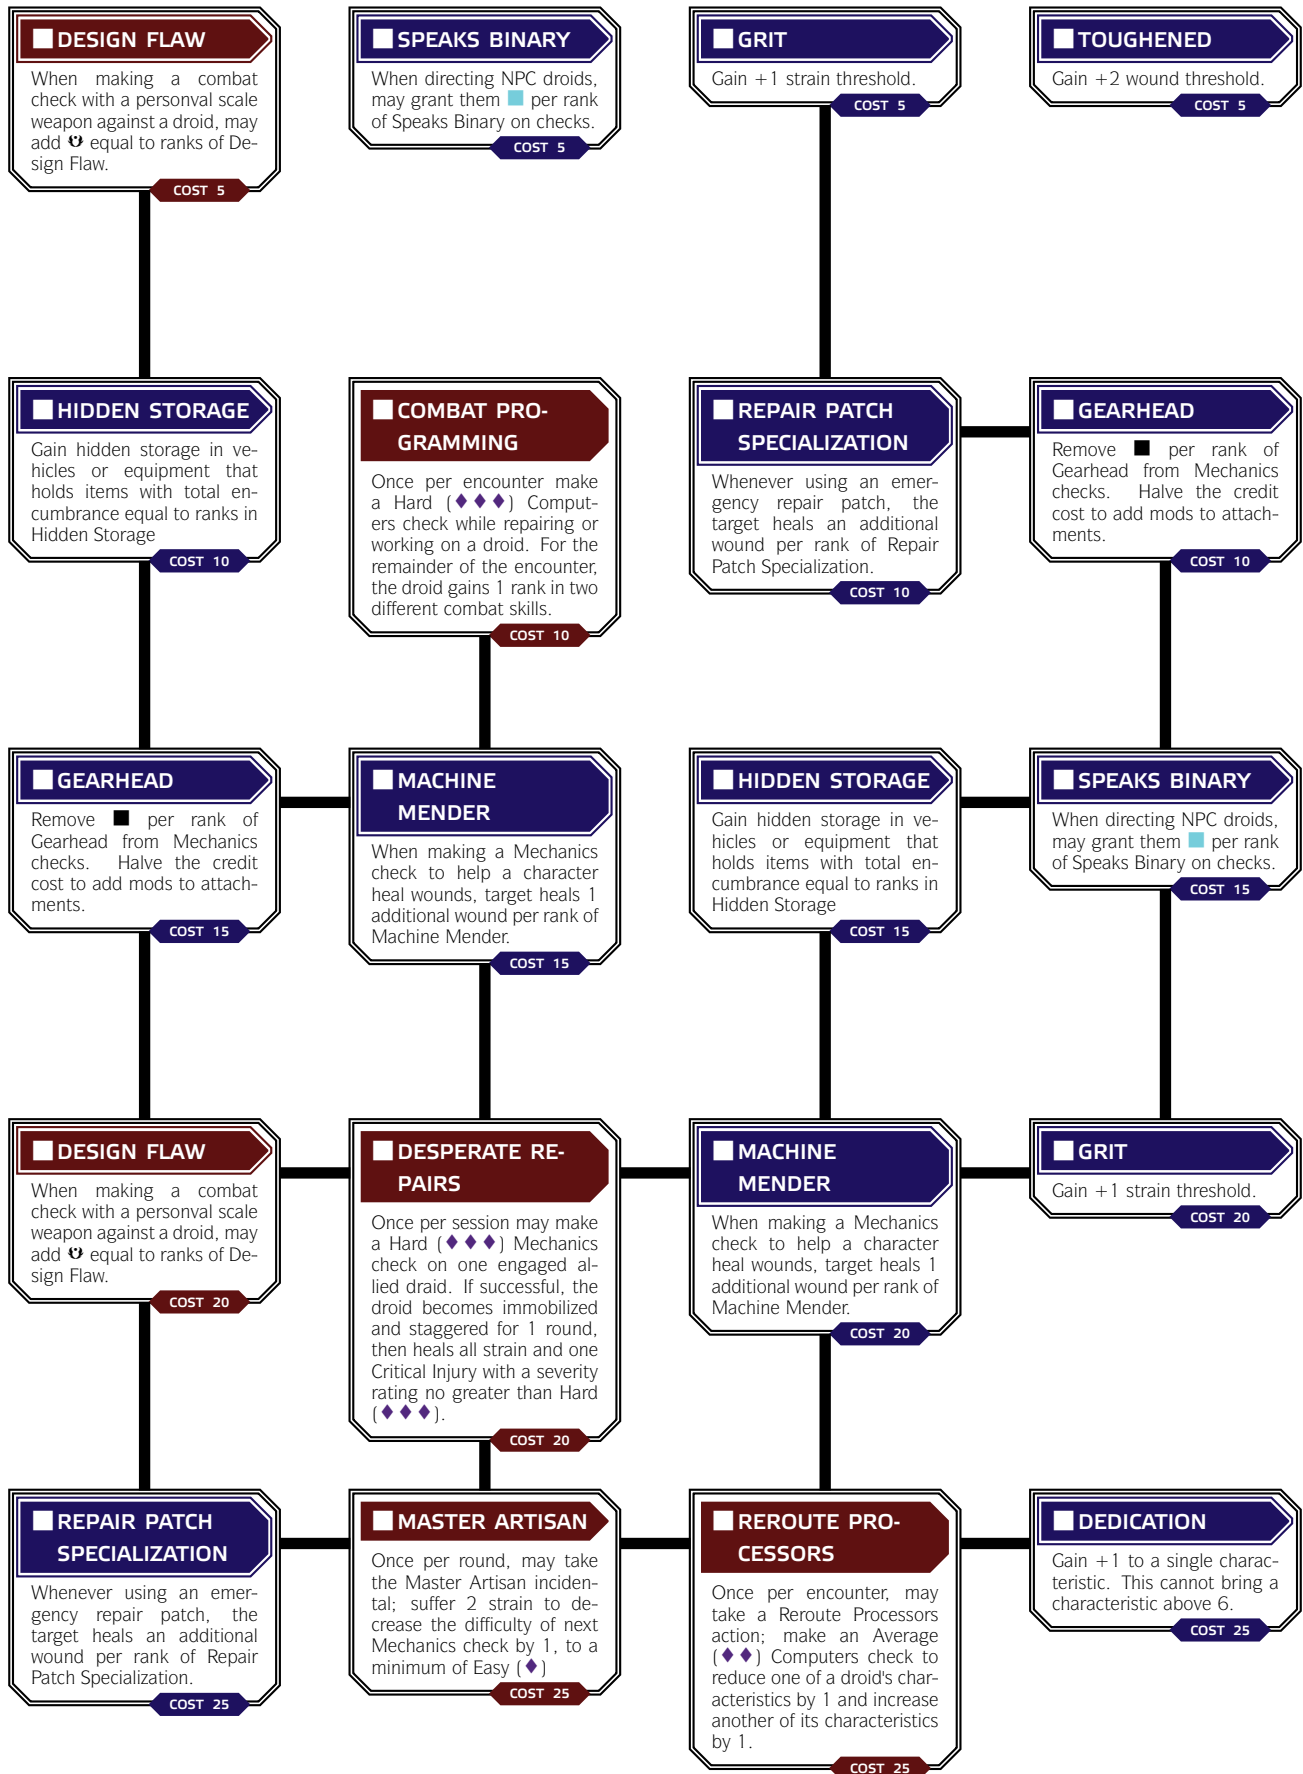 DESIGN FLAW
When making a combat
check with a personval scale
weapon against a droid, may
add equal to ranks of De-
sign Flaw.
COST 5
SPEAKS BINARY
When directing NPC droids,
may grant them per rank
of Speaks Binary on checks.
COST 5
GRIT
Gain +1 strain threshold.
COST 5
TOUGHENED
Gain +2 wound threshold.
COST 5
HIDDEN STORAGE
Gain hidden storage in ve-
hicles or equipment that
holds items with total en-
cumbrance equal to ranks in
Hidden Storage
COST 10
COMBAT PRO-
GRAMMING
Once per encounter make
a Hard (♦ ♦ ♦) Comput-
ers check while repairing or
working on a droid. For the
remainder of the encounter,
the droid gains 1 rank in two
different combat skills.
COST 10
REPAIR PATCH
SPECIALIZATION
Whenever using an emer-
gency repair patch, the
target heals an additional
wound per rank of Repair
Patch Specialization.
COST 10
GEARHEAD
Remove ■ per rank of
Gearhead from Mechanics
checks. Halve the credit
cost to add mods to attach-
ments.
COST 10
GEARHEAD
Remove ■ per rank of
Gearhead from Mechanics
checks. Halve the credit
cost to add mods to attach-
ments.
COST 15
MACHINE
MENDER
When making a Mechanics
check to help a character
heal wounds, target heals 1
additional wound per rank of
Machine Mender.
COST 15
HIDDEN STORAGE
Gain hidden storage in ve-
hicles or equipment that
holds items with total en-
cumbrance equal to ranks in
Hidden Storage
COST 15
SPEAKS BINARY
When directing NPC droids,
may grant them per rank
of Speaks Binary on checks.
COST 15
DESIGN FLAW
When making a combat
check with a personval scale
weapon against a droid, may
add equal to ranks of De-
sign Flaw.
COST 20
DESPERATE RE-
PAIRS
Once per session may make
a Hard (♦ ♦ ♦) Mechanics
check on one engaged al-
lied draid. If successful, the
droid becomes immobilized
and staggered for 1 round,
then heals all strain and one
Critical Injury with a severity
rating no greater than Hard
(♦ ♦ ♦).
COST 20
MACHINE
MENDER
When making a Mechanics
check to help a character
heal wounds, target heals 1
additional wound per rank of
Machine Mender.
COST 20
GRIT
Gain +1 strain threshold.
COST 20
REPAIR PATCH
SPECIALIZATION
Whenever using an emer-
gency repair patch, the
target heals an additional
wound per rank of Repair
Patch Specialization.
COST 25
MASTER ARTISAN
Once per round, may take
the Master Artisan inciden-
tal; suffer 2 strain to de-
crease the difficulty of next
Mechanics check by 1, to a
minimum of Easy (♦)
COST 25
REROUTE PRO-
CESSORS
Once per encounter, may
take a Reroute Processors
action; make an Average
(♦ ♦) Computers check to
reduce one of a droid's char-
acteristics by 1 and increase
another of its characteristics
by 1.
COST 25
DEDICATION
Gain +1 to a single charac-
teristic. This cannot bring a
characteristic above 6.
COST 25